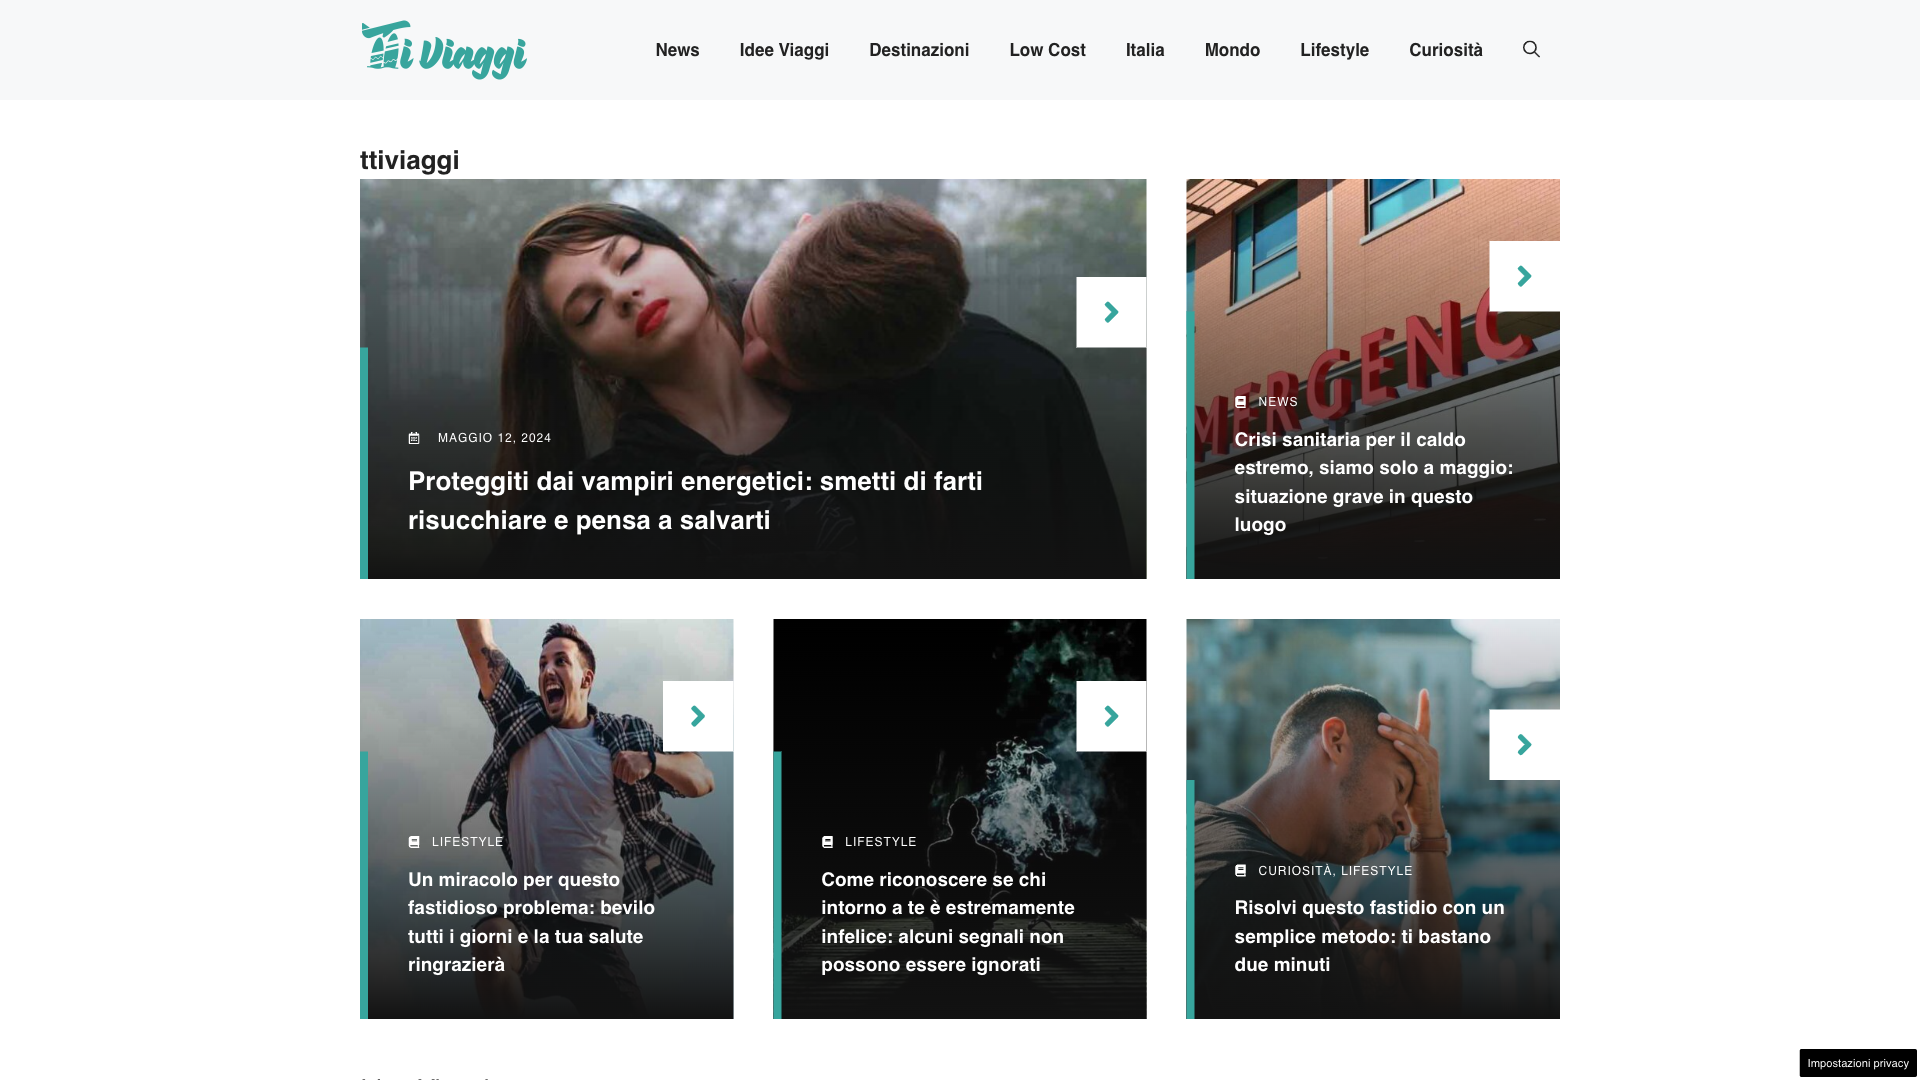 Tti Viaggi
News
Idee Viaggi
Destinazioni
Low Cost
Italia
Mondo
Lifestyle
Curiosità
ttiviaggi
MAGGIO 12, 2024
Proteggiti dai vampiri energetici: smetti di farti
risucchiare e pensa a salvarti
MERGENC
NEWS
Crisi sanitaria per il caldo
estremo, siamo solo a maggio:
situazione grave in questo
luogo
LIFESTYLE
Un miracolo per questo
fastidioso problema: bevilo
tutti i giorni e la tua salute
ringrazierà
LIFESTYLE
Come riconoscere se chi
intorno a te è estremamente
infelice: alcuni segnali non
possono essere ignorati
CURIOSITÀ, LIFESTYLE
Risolvi questo fastidio con un
semplice metodo: ti bastano
due minuti
Impostazioni privacy